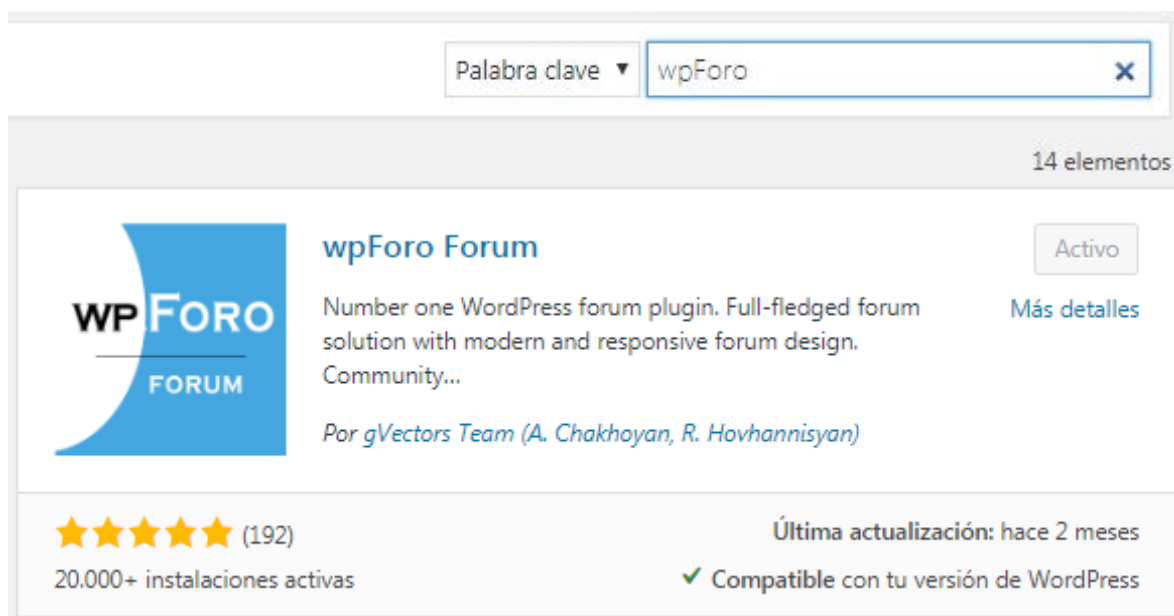 Palabra clave ▼ wpForo ×
14 elementos
WPFORO
FORUM
wpForo Forum
Activo
Number one WordPress forum plugin. Full-fledged forum
solution with modern and responsive forum design.
Community...
Más detalles
Por gVectors Team (A. Chakhoyan, R. Hovhannisyan)
(192)
20.000+ instalaciones activas
Última actualización: hace 2 meses
✔ Compatible con tu versión de WordPress